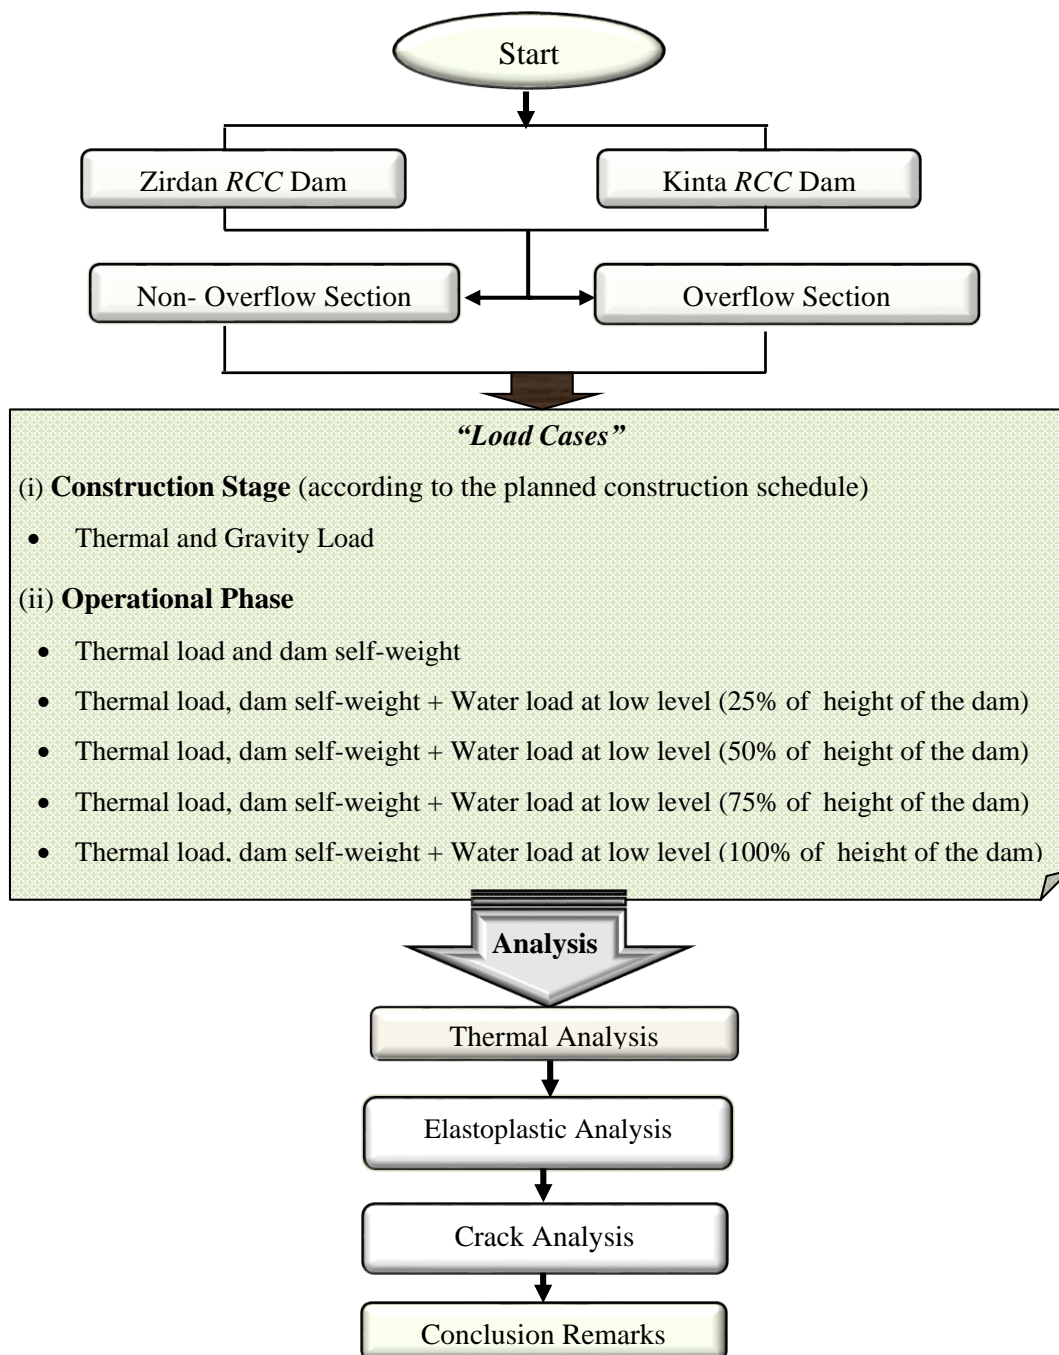 Start
Zirdan RCC Dam
Kinta RCC Dam
Non- Overflow Section
Overflow Section
“Load Cases”
(i) Construction Stage (according to the planned construction schedule)
• Thermal and Gravity Load
(ii) Operational Phase
• Thermal load and dam self-weight
• Thermal load, dam self-weight + Water load at low level (25% of height of the dam)
• Thermal load, dam self-weight + Water load at low level (50% of height of the dam)
• Thermal load, dam self-weight + Water load at low level (75% of height of the dam)
• Thermal load, dam self-weight + Water load at low level (100% of height of the dam)
Analysis
Thermal Analysis
Elastoplastic Analysis
Crack Analysis
Conclusion Remarks